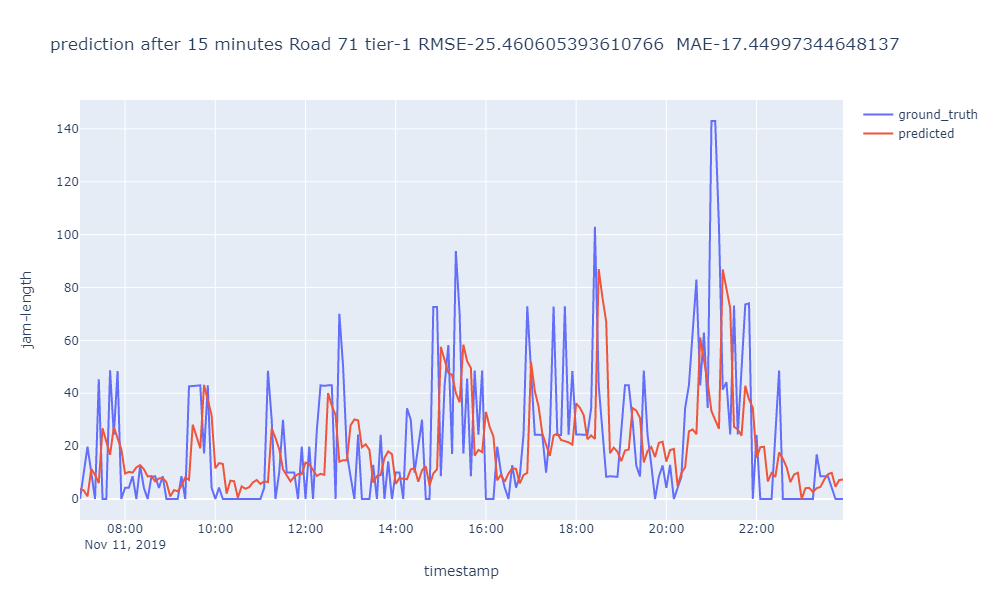 prediction after 15 minutes Road 71 tier-1 RMSE-25.460605393610766  MAE-17.44997344648137
ground_truth
predicted
jam-length
140
120
100
80
60
40
20
0
08:00 10:00 12:00 14:00 16:00 18:00 20:00 22:00
Nov 11, 2019
timestamp